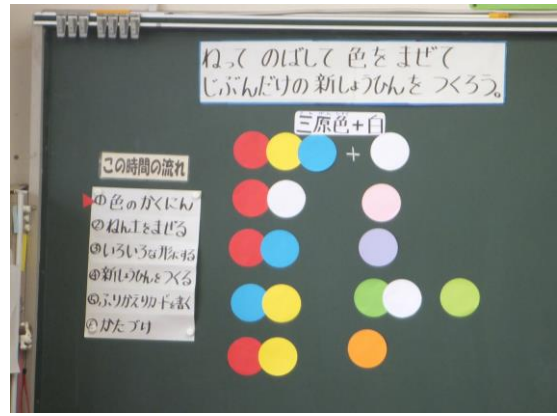 ねって のばして 色を まぜて
じぶんだけの 新しょうひんを つくろう。
三原色+白
この時間の流れ
①色のかくにん
②ねん土をまぜる
③いろいろな形にする
④新しょうひんをつくる
⑤ふりかえりカードを書く
⑥かたづけ
+